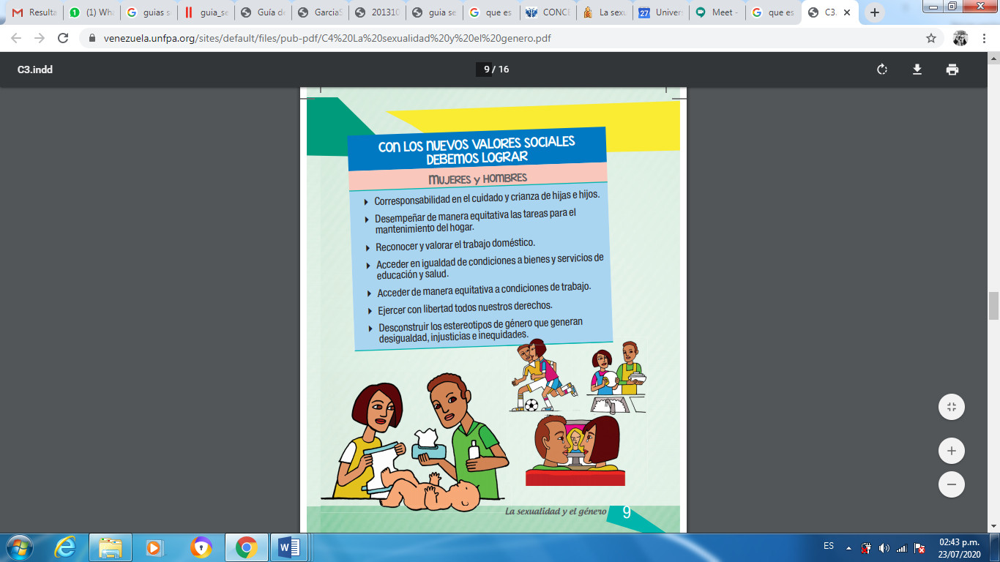 Resulta
(1) Wha
guias s
guia_se
Guía de
GarciaS
201310
guia se
que es
CONCE
La sexu
27
Univer
Meet -
que es
C3.
venezuela.unfpa.org/sites/default/files/pub-pdf/C4%20La%20sexualidad%20y%20el%20genero.pdf
C3.indd
9 / 16
CON LOS NUEVOS VALORES SOCIALES
DEBEMOS LOGRAR
MUJERES y HOMBRES
Corresponsabilidad en el cuidado y crianza de hijas e hijos.
Desempeñar de manera equitativa las tareas para el
mantenimiento del hogar.
Reconocer y valorar el trabajo doméstico.
Acceder en igualdad de condiciones a bienes y servicios de
educación y salud.
Acceder de manera equitativa a condiciones de trabajo.
Ejercer con libertad todos nuestros derechos.
Desconstruir los estereotipos de género que generan
desigualdad, injusticias e inequidades.
La sexualidad y el género 9
ES
02:43 p.m.
23/07/2020